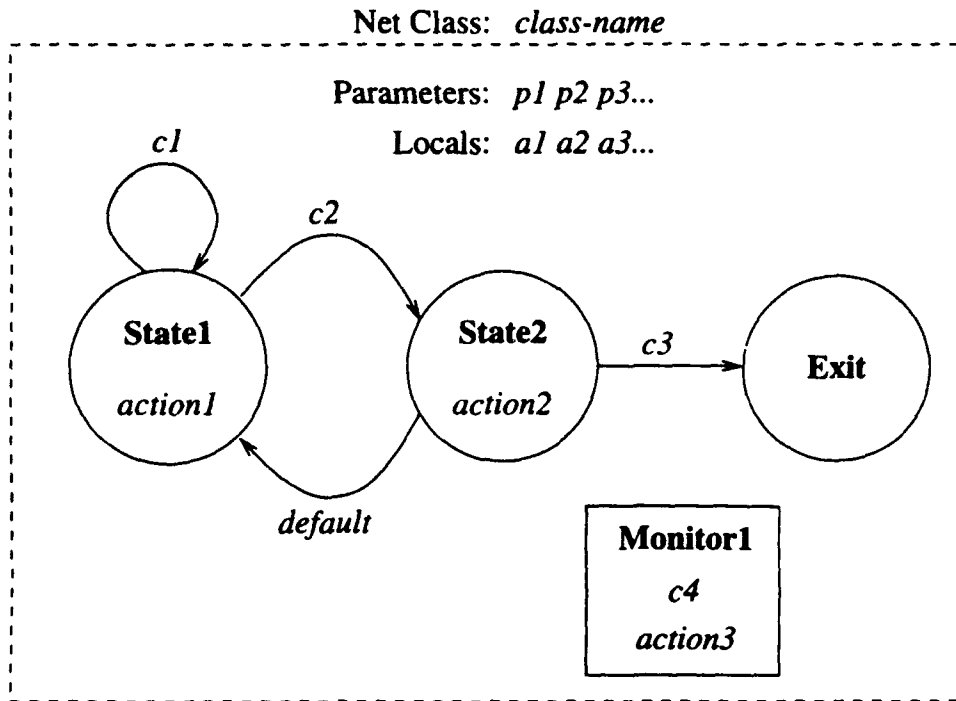 Net Class: class-name
Parameters: p1 p2 p3...
Locals: a1 a2 a3...
c1
c2
State1
action1
State2
action2
c3
Exit
default
Monitor1
c4
action3